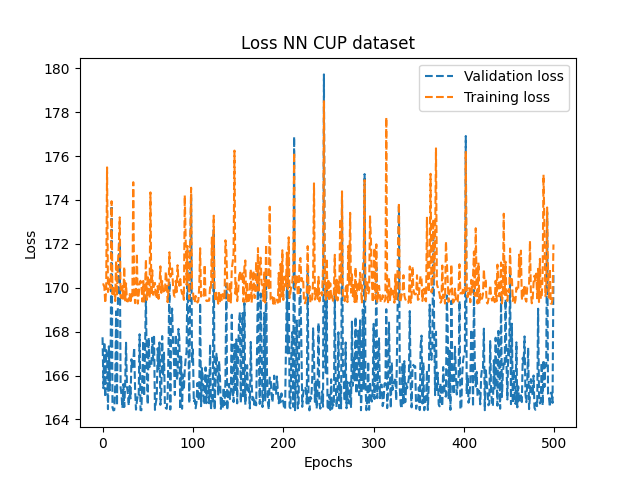 Loss NN CUP dataset
Validation loss
Training loss
180
178
176
174
172
170
168
166
164
Loss
0 100 200 300 400 500
Epochs